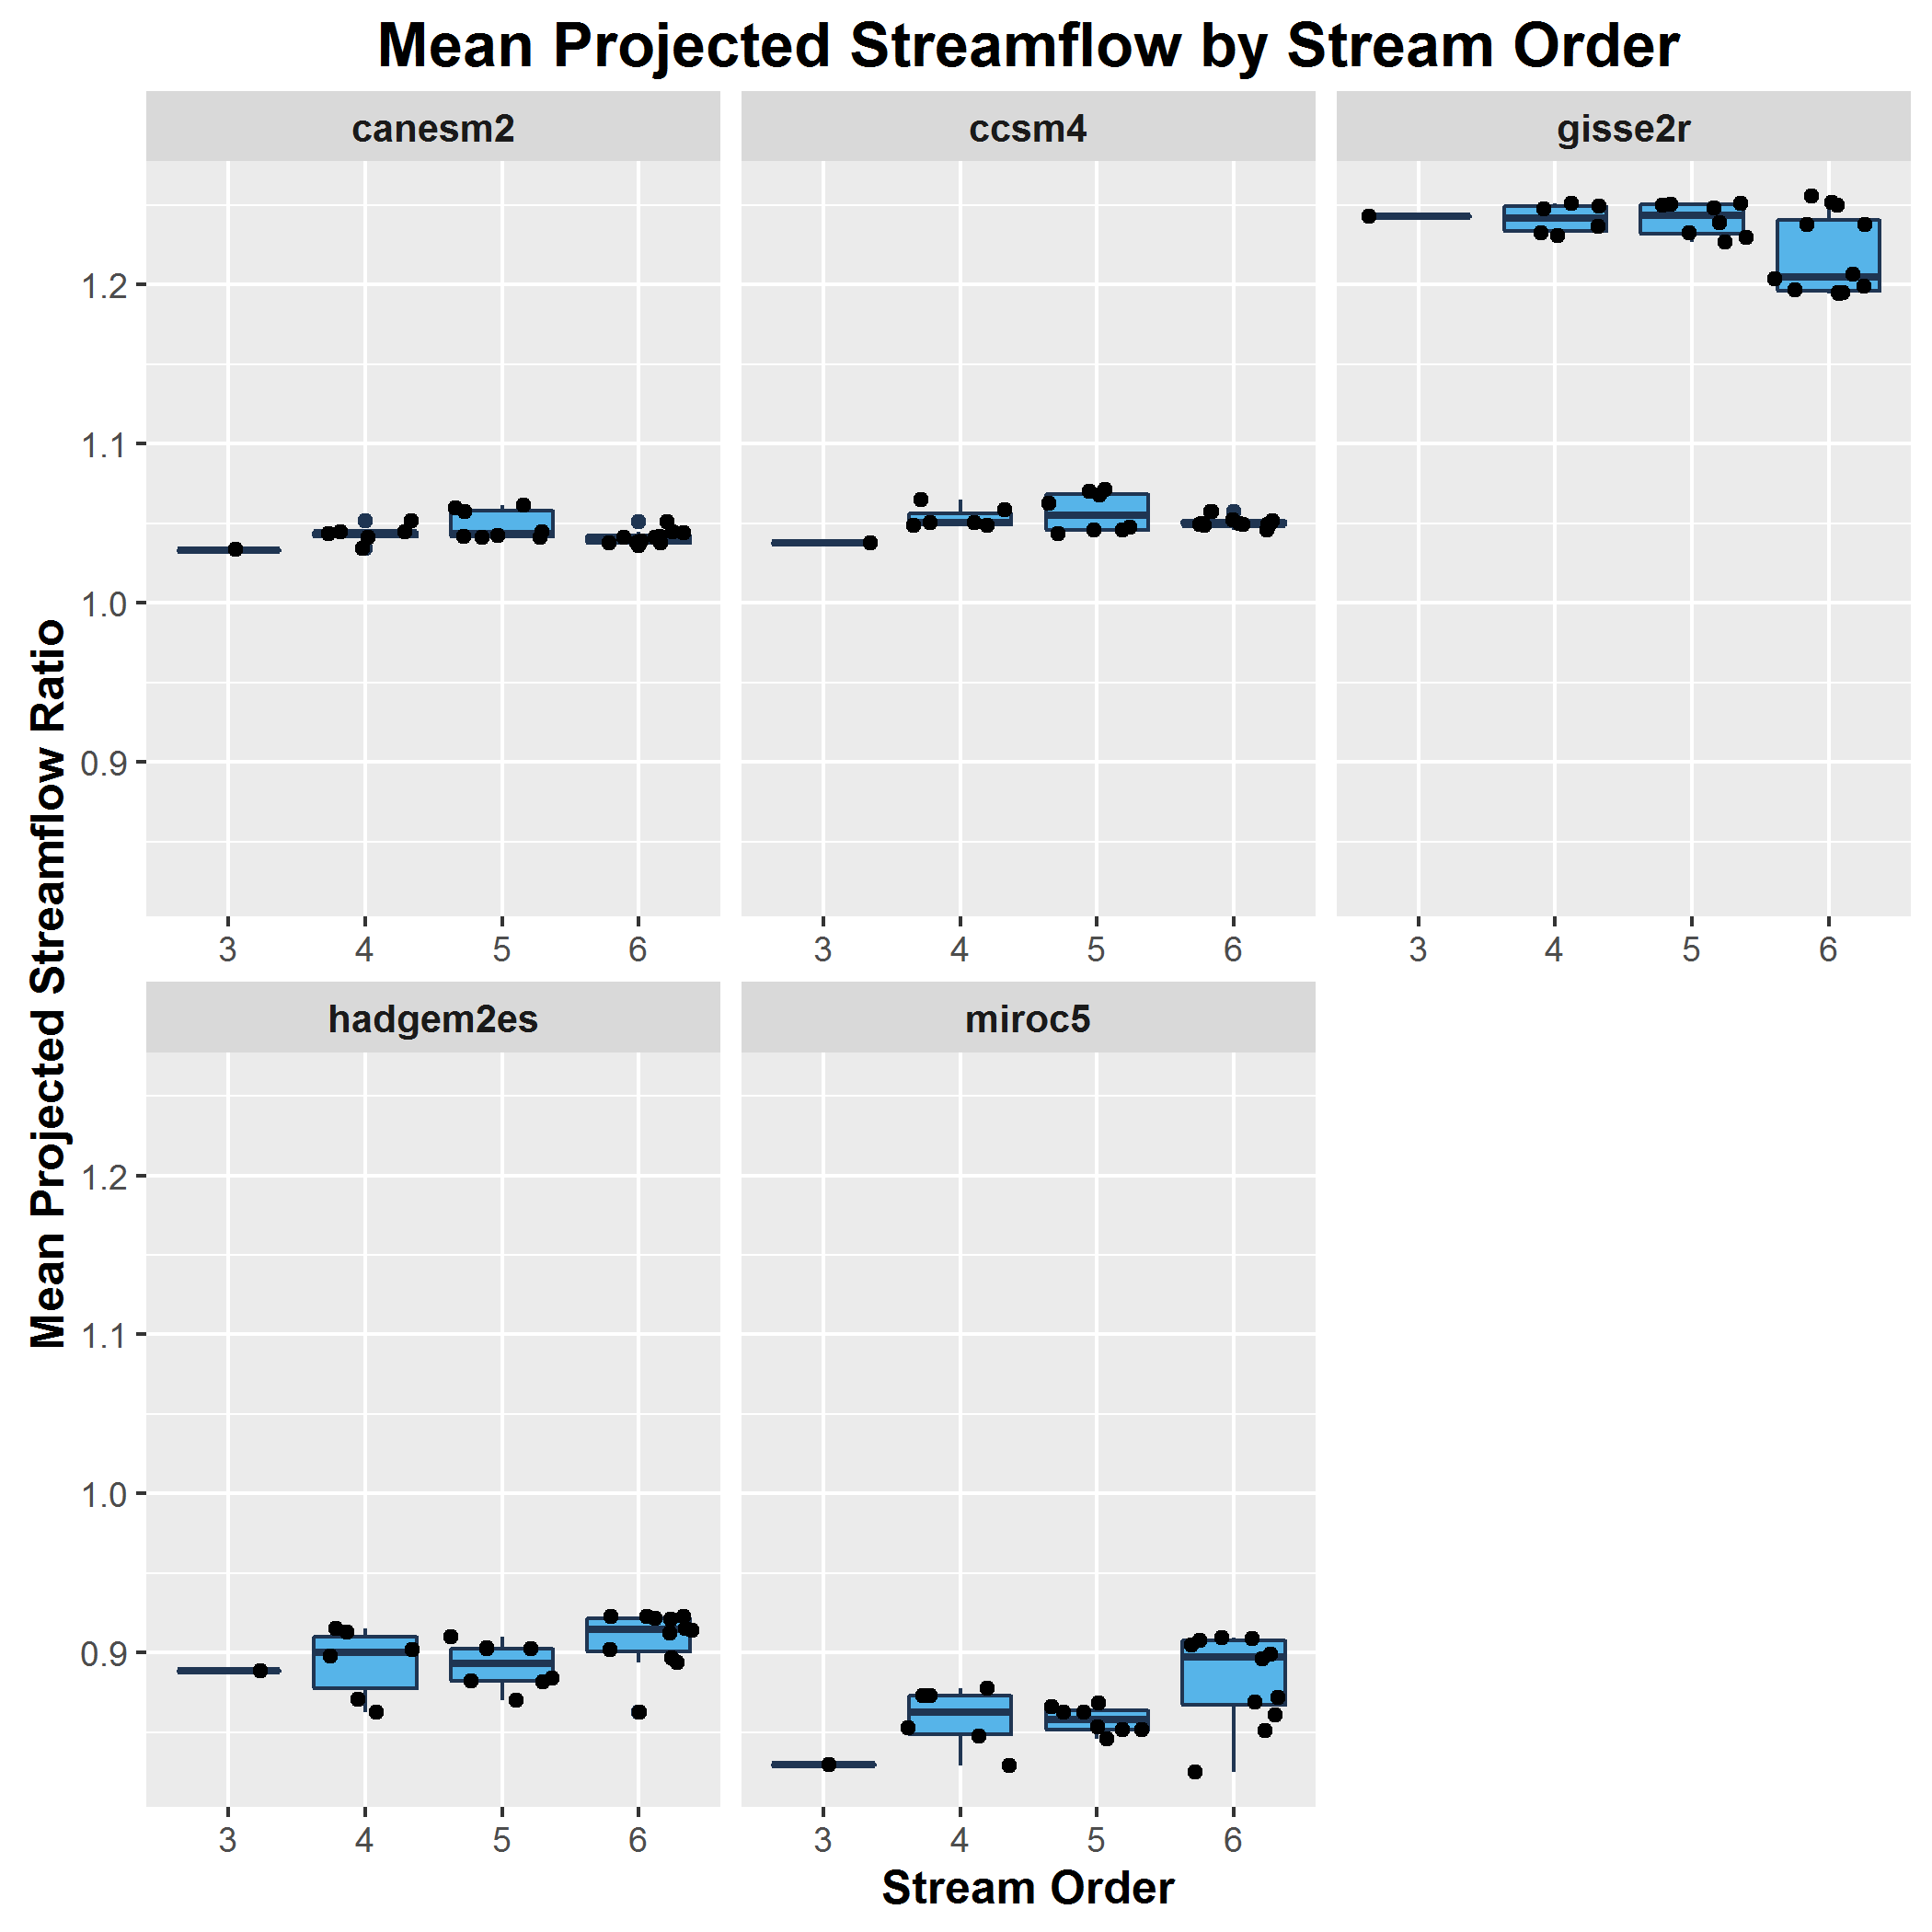 Mean Projected Streamflow by Stream Order
canesm2
ccsm4
gisse2r
1.2
1.1
1.0
0.9
3 4 5 6
3 4 5 6
3 4 5 6
Mean Projected Streamflow Ratio
hadgem2es
miroc5
1.2
1.1
1.0
0.9
3 4 5 6
3 4 5 6
Stream Order